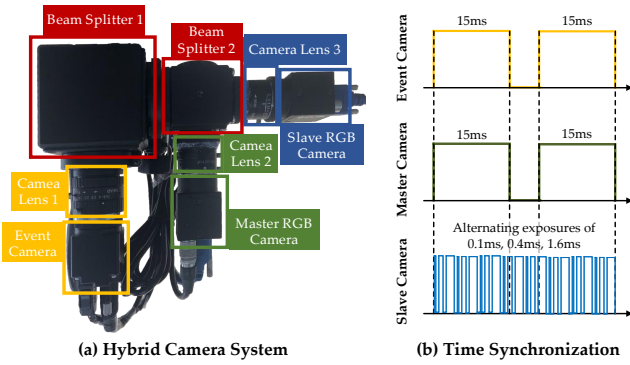 Beam Splitter 1
Beam
Splitter 2
Camera Lens 3
Slave RGB
Camera
Camea
Lens 2
Camea
Lens 1
Master RGB
Camera
Event
Camera
(a) Hybrid Camera System
Event Camera
15ms
15ms
Master Camera
15ms
15ms
Slave Camera
Alternating exposures of
0.1ms, 0.4ms, 1.6ms
(b) Time Synchronization